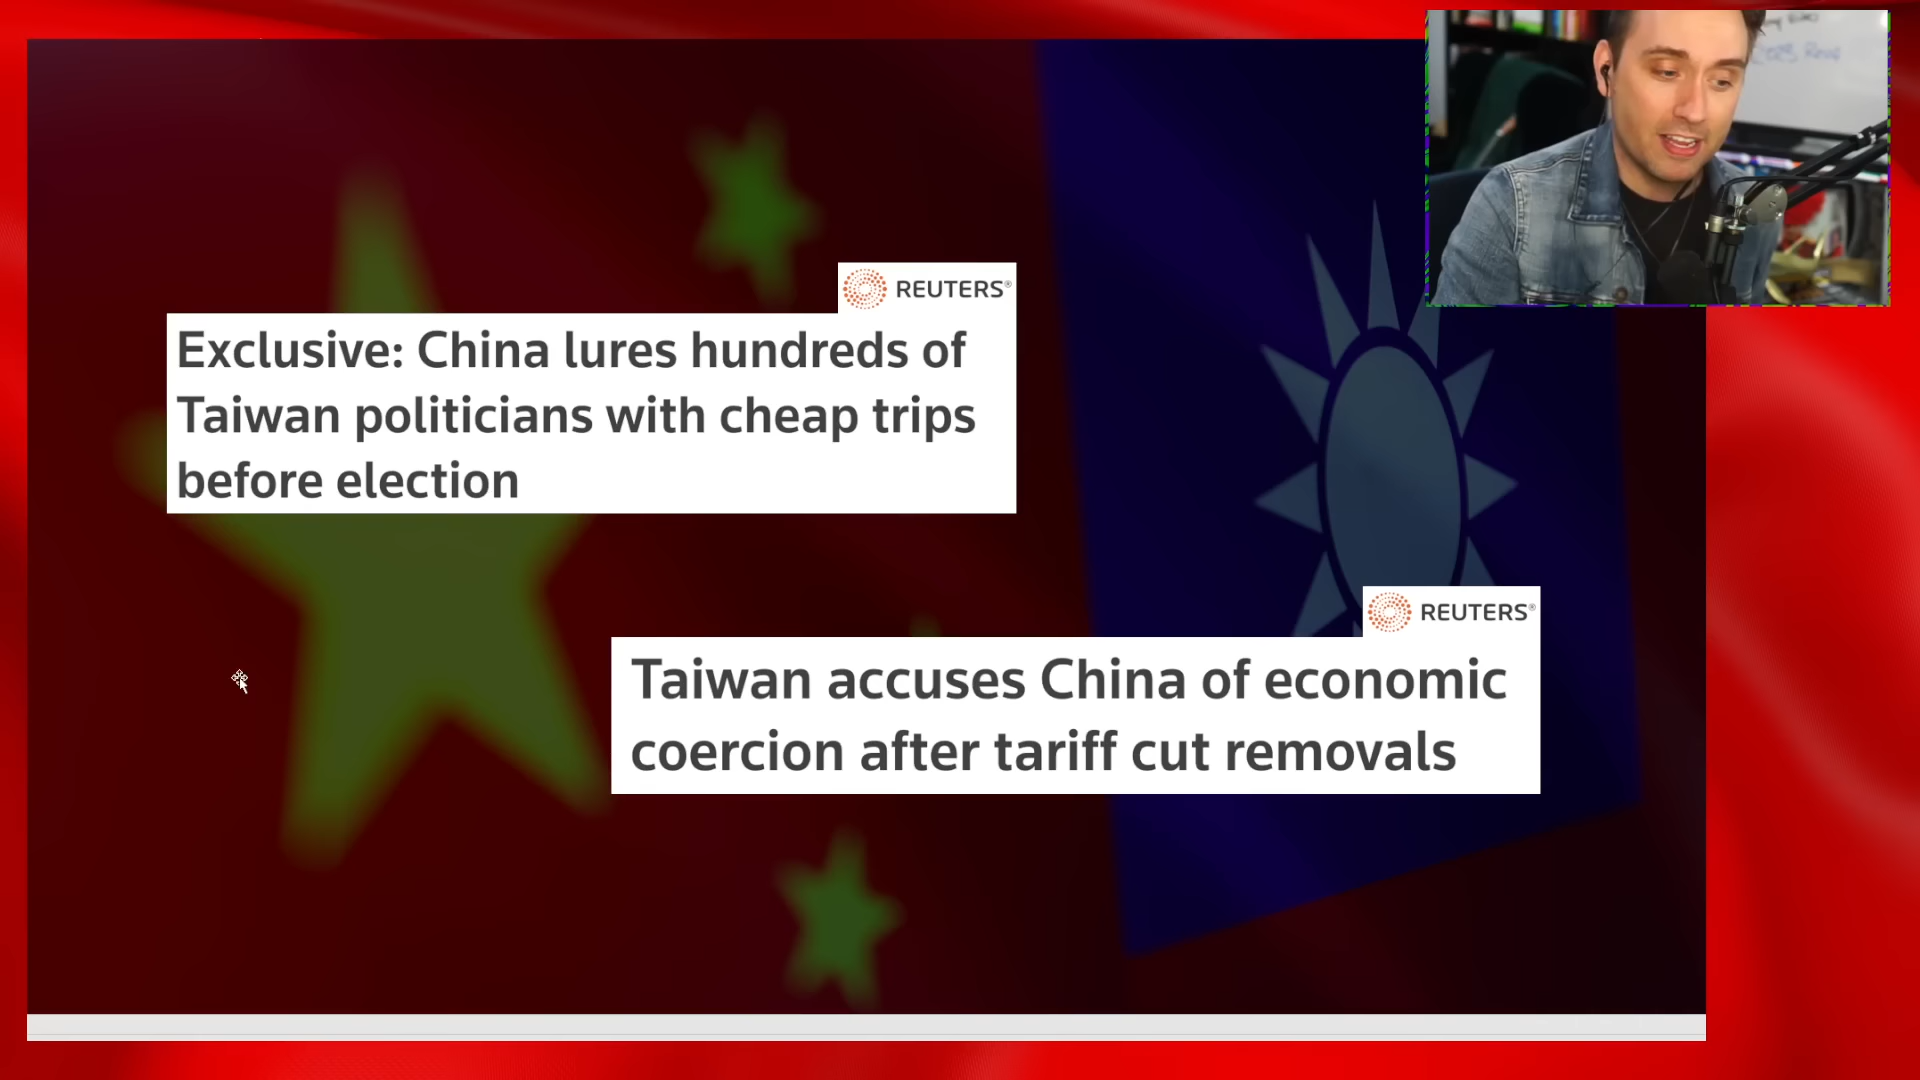 REUTERS®
Exclusive: China lures hundreds of
Taiwan politicians with cheap trips
before election
REUTERS®
Taiwan accuses China of economic
coercion after tariff cut removals